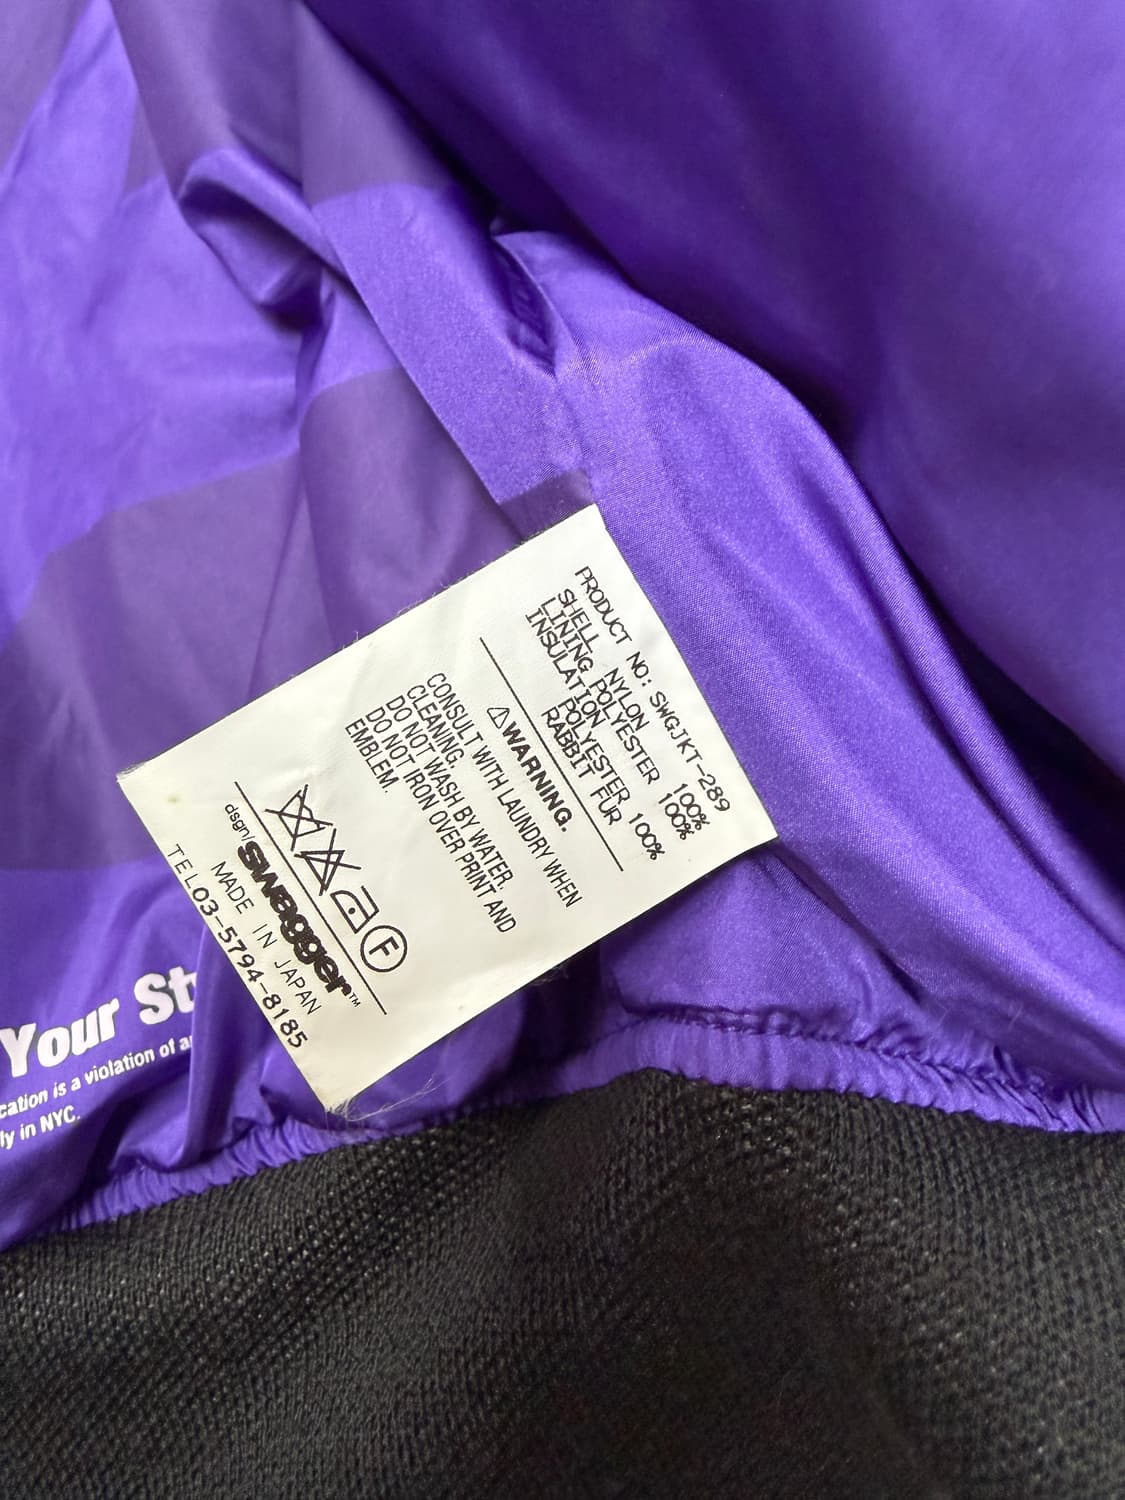 PRODUCT NO: SWGJKT-289
SHELL NYLON 100%
LINING POLYESTER 100%
INSULATION
POLYESTER 100%
RABBIT FUR
⚠WARNING.
CONSULT WITH LAUNDRY WHEN
CLEANING.
DO NOT WASH BY WATER.
DO NOT IRON OVER PRINT AND
EMBLEM.
F
dsgn/swagger™
MADE IN JAPAN
TEL03-5794-8185
Your St
cation is a violation of a
ly in NYC.